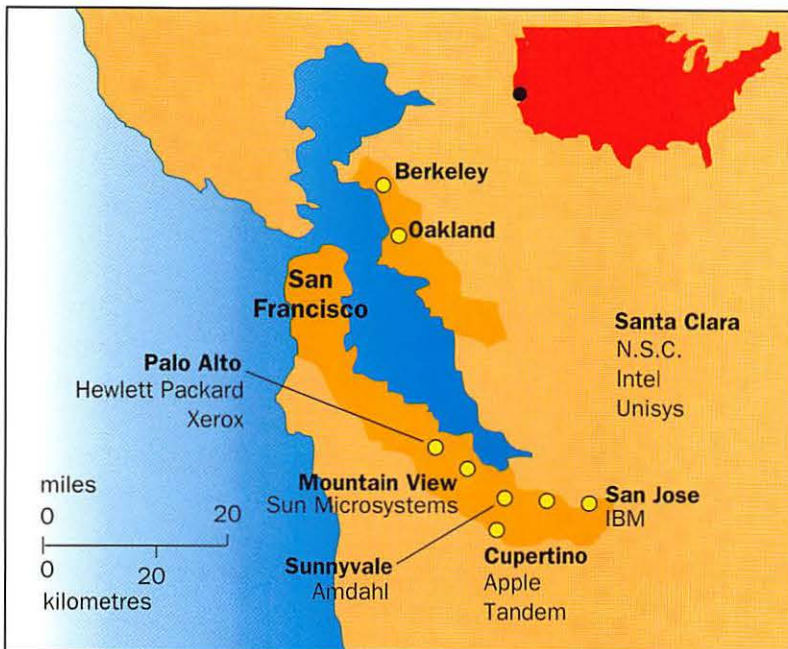 Berkeley
Oakland
San
Francisco
Santa Clara
N.S.C.
Intel
Unisys
Palo Alto
Hewlett Packard
Xerox
Mountain View
Sun Microsystems
San Jose
IBM
Sunnyvale
Amdahl
Cupertino
Apple
Tandem
miles
0 20
0 20
kilometres